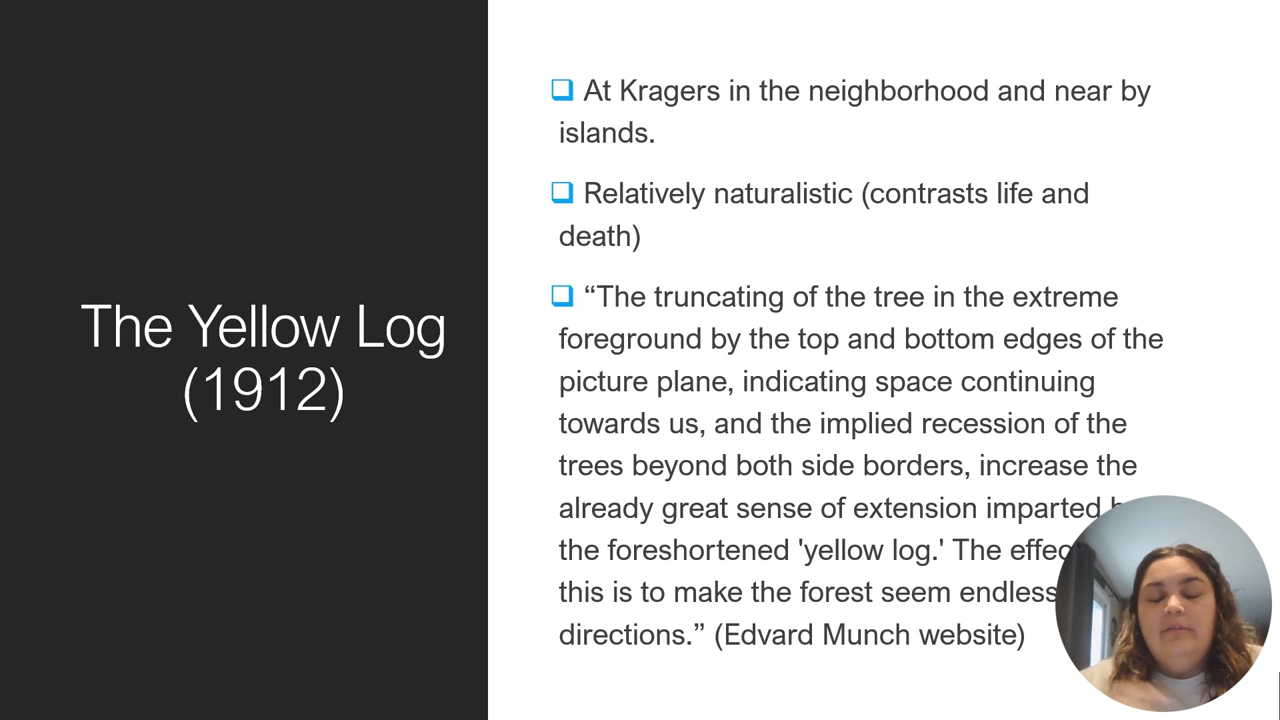 The Yellow Log
(1912)
At Kragers in the neighborhood and near by
islands.
Relatively naturalistic (contrasts life and
death)
“The truncating of the tree in the extreme
foreground by the top and bottom edges of the
picture plane, indicating space continuing
towards us, and the implied recession of the
trees beyond both side borders, increase the
already great sense of extension imparted
the foreshortened 'yellow log.' The
this is to make the forest seem endless
directions.” (Edvard Munch website)